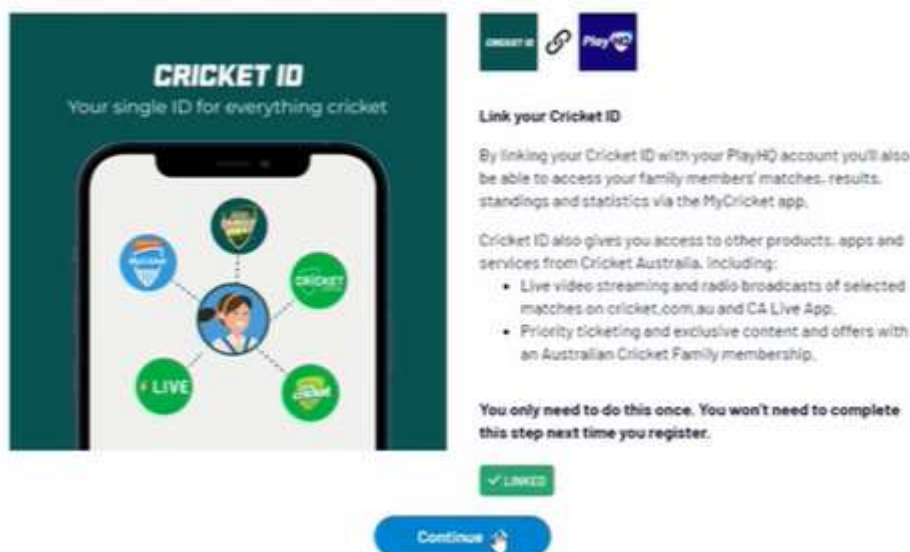 CRICKET ID
Your single ID for everything cricket
CRICKET
LIVE
CRICKET ID
PlayHQ
Link your Cricket ID
By linking your Cricket ID with your PlayHQ account you'll also
be able to access your family members' matches, results,
standings and statistics via the MyCricket app.
Cricket ID also gives you access to other products, apps and
services from Cricket Australia, including:
• Live video streaming and radio broadcasts of selected
matches on cricket.com.au and CA Live App.
• Priority ticketing and exclusive content and offers with
an Australian Cricket Family membership.
You only need to do this once. You won't need to complete
this step next time you register.
✓ LINKED
Continue